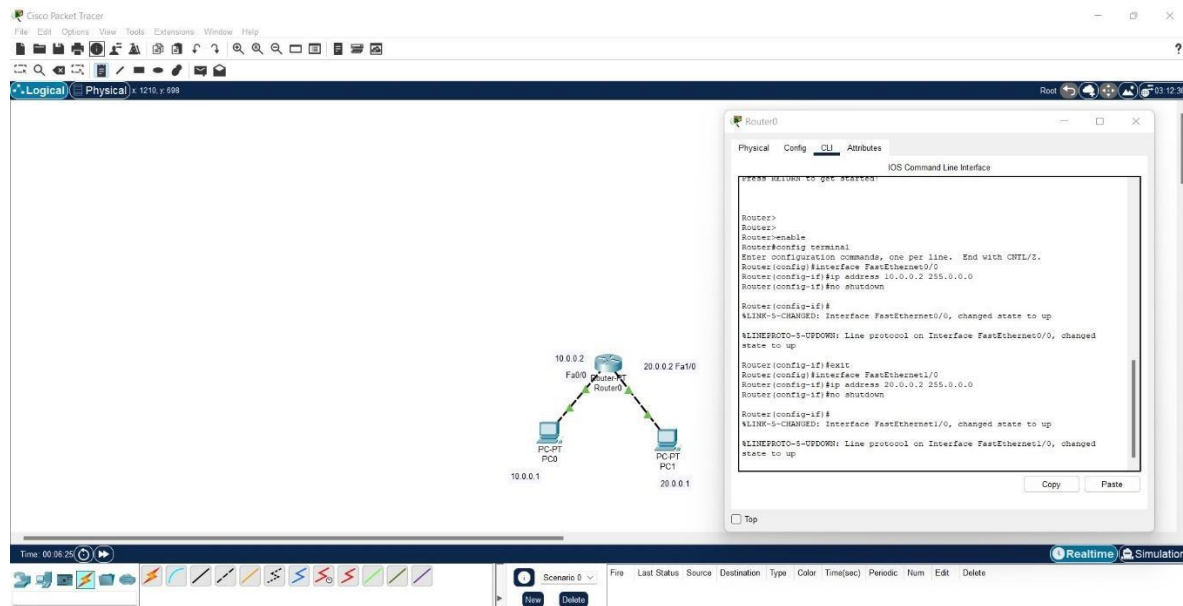 Cisco Packet Tracer
File Edit Options View Tools Extensions Window Help
?
Logical Physical x: 1210, y: 698
Root 03:12:30
Router0
Physical Config CLI Attributes
IOS Command Line Interface
Press RETURN to get started!
Router>
Router>
Router>enable
Router#config terminal
Enter configuration commands, one per line. End with CNTL/Z.
Router(config)#interface FastEthernet0/0
Router(config-if)#ip address 10.0.0.2 255.0.0.0
Router(config-if)#no shutdown
Router(config-if)#
%LINK-5-CHANGED: Interface FastEthernet0/0, changed state to up
%LINEPROTO-5-UPDOWN: Line protocol on Interface FastEthernet0/0, changed
state to up
Router(config-if)#exit
Router(config)#interface FastEthernet1/0
Router(config-if)#ip address 20.0.0.2 255.0.0.0
Router(config-if)#no shutdown
Router(config-if)#
%LINK-5-CHANGED: Interface FastEthernet1/0, changed state to up
%LINEPROTO-5-UPDOWN: Line protocol on Interface FastEthernet1/0, changed
state to up
Copy Paste
Top
10.0.0.2
20.0.0.2 Fa1/0
Fa0/0
Router-PT
Router0
PC-PT
PC0
10.0.0.1
PC-PT
PC1
20.0.0.1
Time: 00:06:25
Realtime Simulation
Scenario 0
New Delete
Fire Last Status Source Destination Type Color Time(sec) Periodic Num Edit Delete